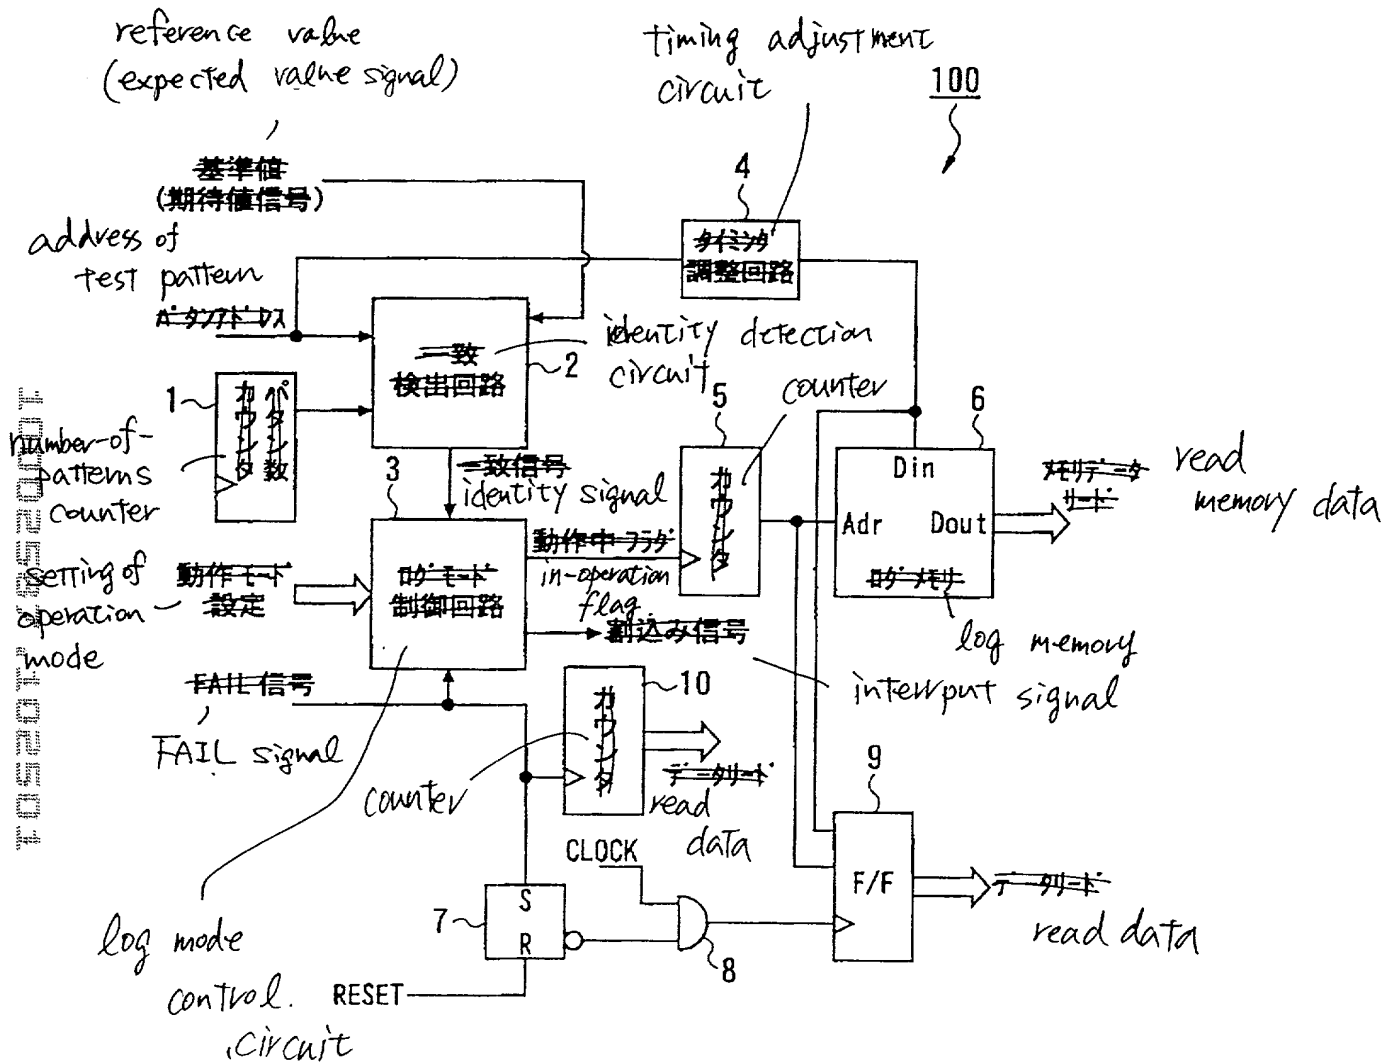 reference value
(expected value signal)
timing adjustment
circuit
100
基準値
(期待値信号)
4
address of
test pattern
タイミング
調整回路
パタンアドレス
一致
検出回路
identity detection
circuit
2
counter
1
パタン数
カウンタ
5
6
number-of-
patterns
counter
3
一致信号
identity signal
カウンタ
Din
Adr
Dout
メモリデータ
リード
read
memory data
setting of
operation
mode
動作モード
設定
ログモード
制御回路
動作中フラグ
in-operation
flag
割込み信号
ログメモリ
log memory
FAIL信号
FAIL signal
カウンタ
10
interrput signal
counter
データリード
read
data
9
CLOCK
F/F
データリード
read data
7
S
R
8
log mode
control.
circuit
RESET